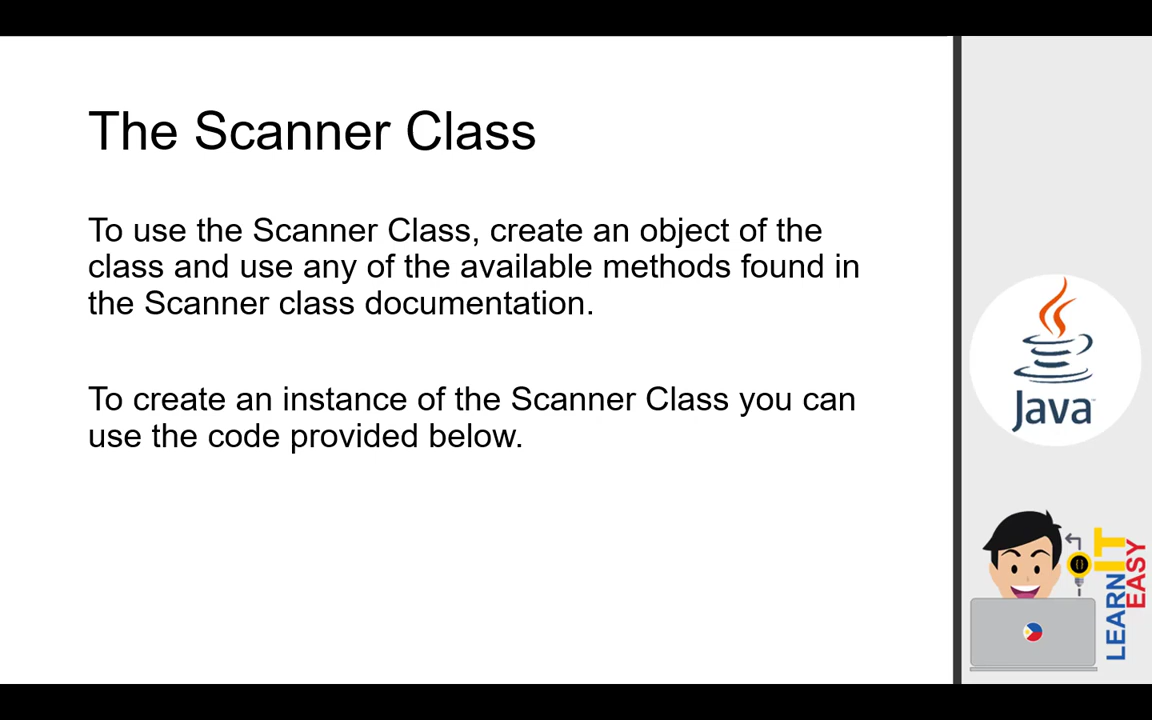 The Scanner Class
To use the Scanner Class, create an object of the
class and use any of the available methods found in
the Scanner class documentation.
To create an instance of the Scanner Class you can
use the code provided below.
Java
LEARN IT
EASY